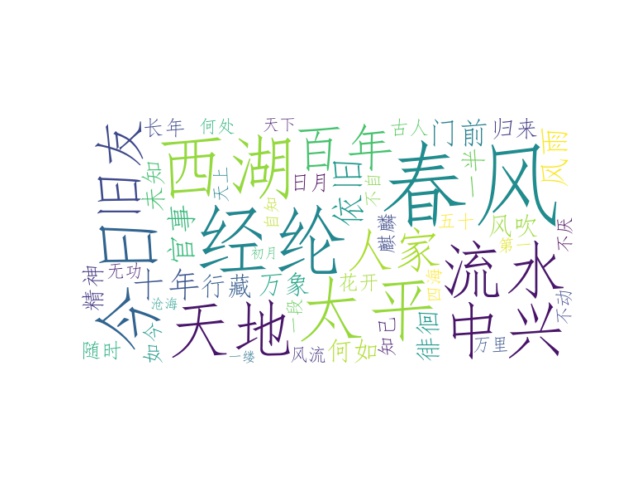 长年
何处
天下
古人
门前
归来
旧友
西湖
百年
春风
一半
风雨
未知
天上
日月
依旧
不自
今日
官事
经纶
自知
麒麟
五十
风吹
第一
不厌
初月
人家
流水
精神
无功
十年
行藏
万象
花开
四海
沧海
一段
太平
天地
中兴
不动
随时
如今
一缕
风流
何如
知己
徘徊
万里